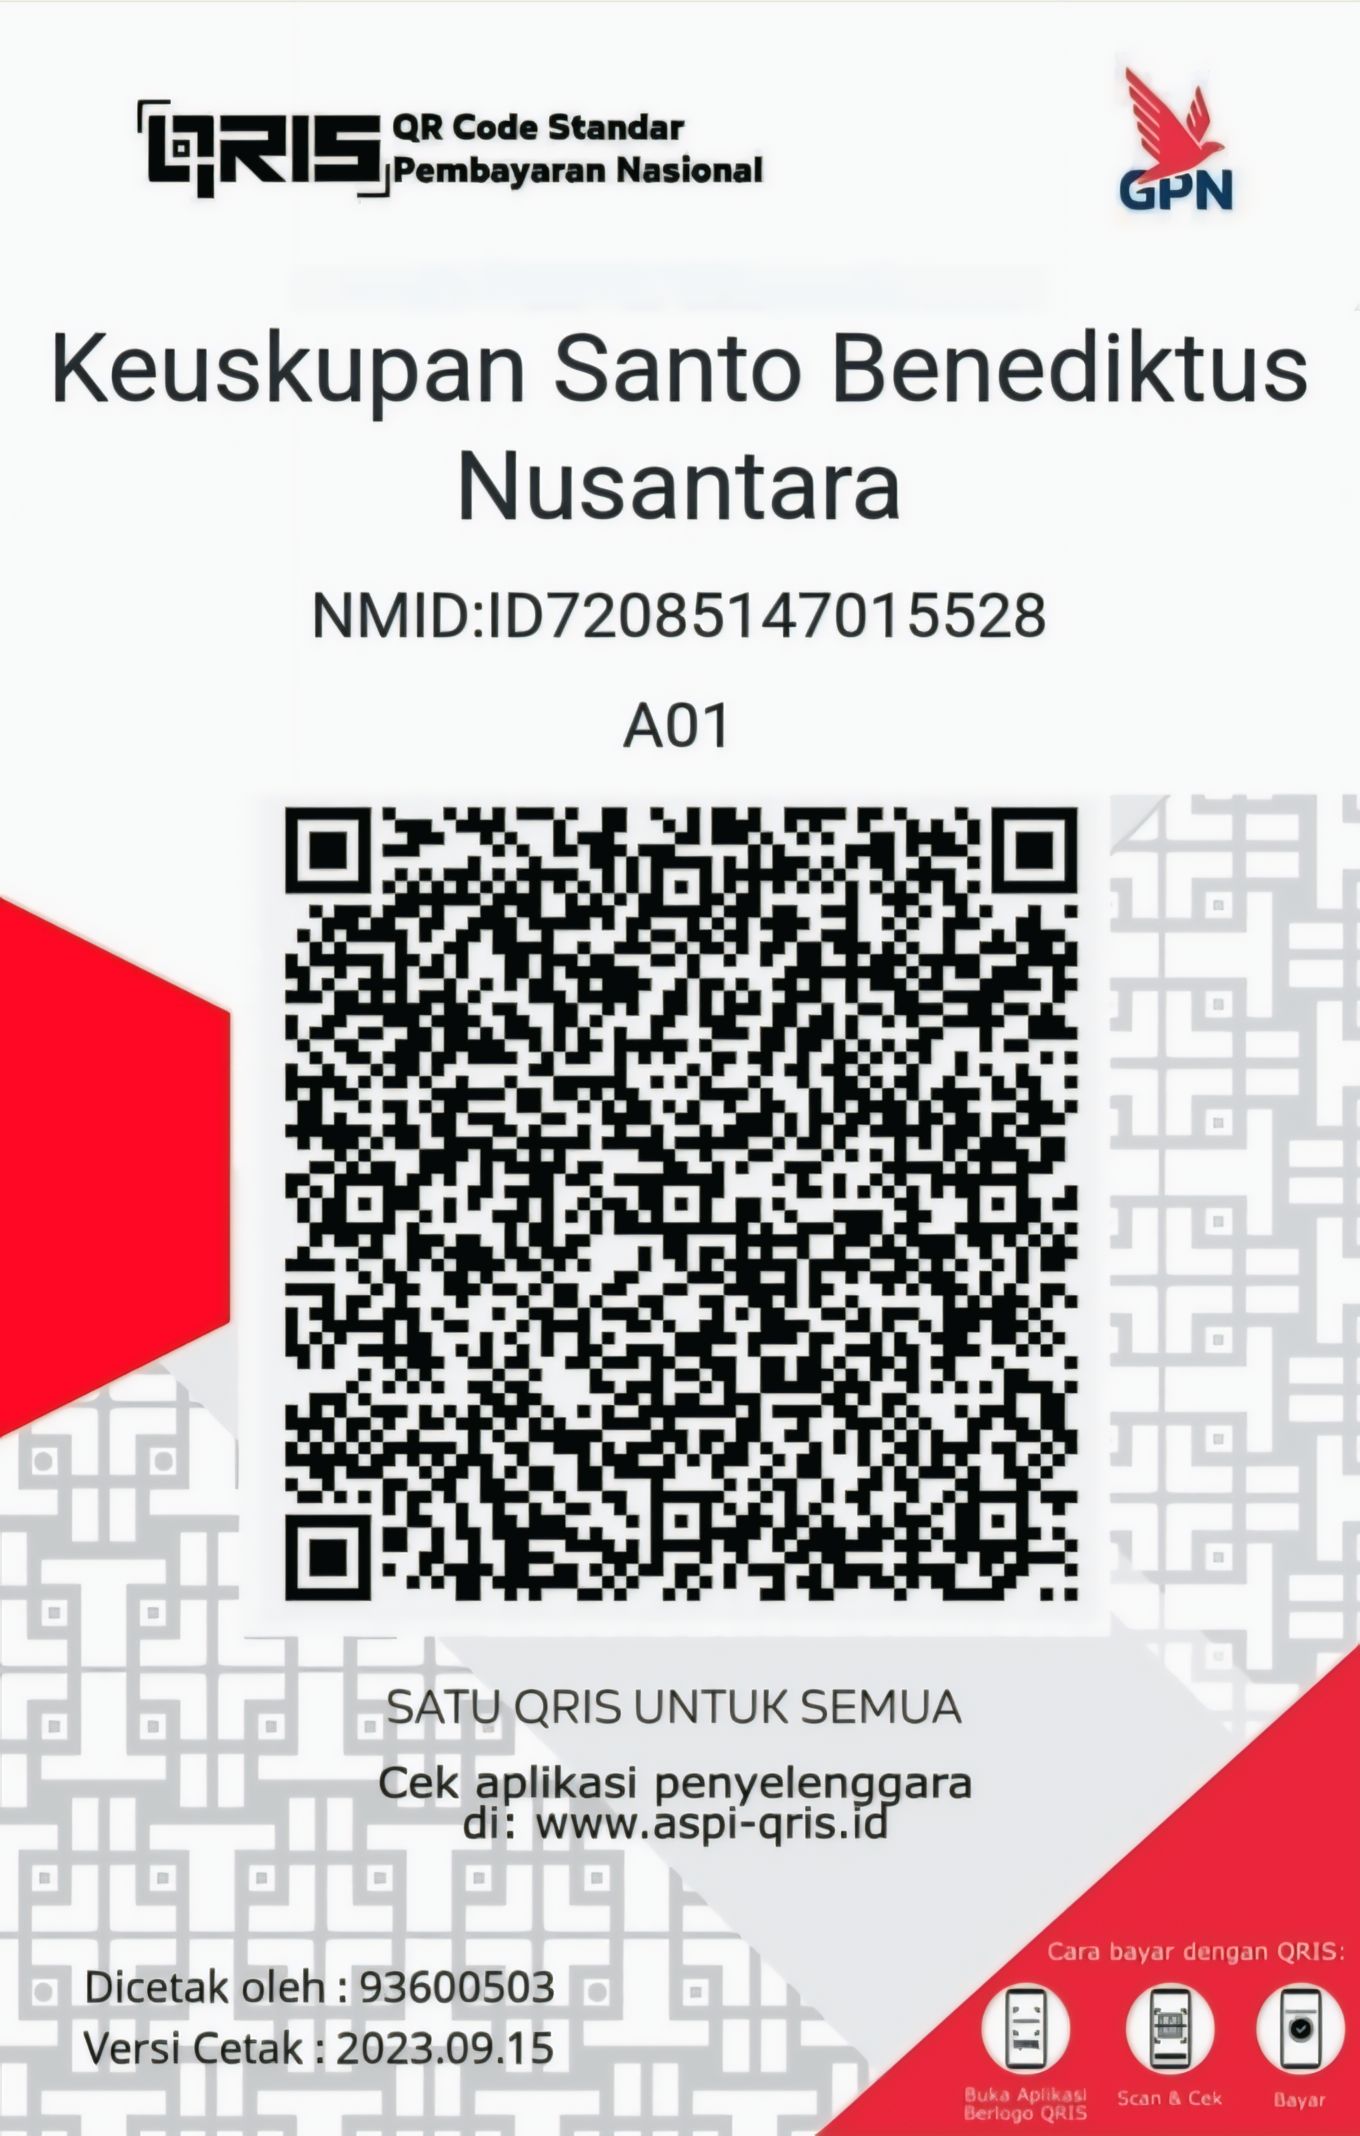 QRIS
QR Code Standar
Pembayaran Nasional
GPN
Keuskupan Santo Benediktus
Nusantara
NMID:ID72085147015528
A01
SATU QRIS UNTUK SEMUA
Cek aplikasi penyelenggara
di: www.aspi-qris.id
Dicetak oleh : 93600503
Versi Cetak : 2023.09.15
Cara bayar dengan QRIS:
Buka Aplikasi
Berlogo QRIS
Scan & Cek
Bayar